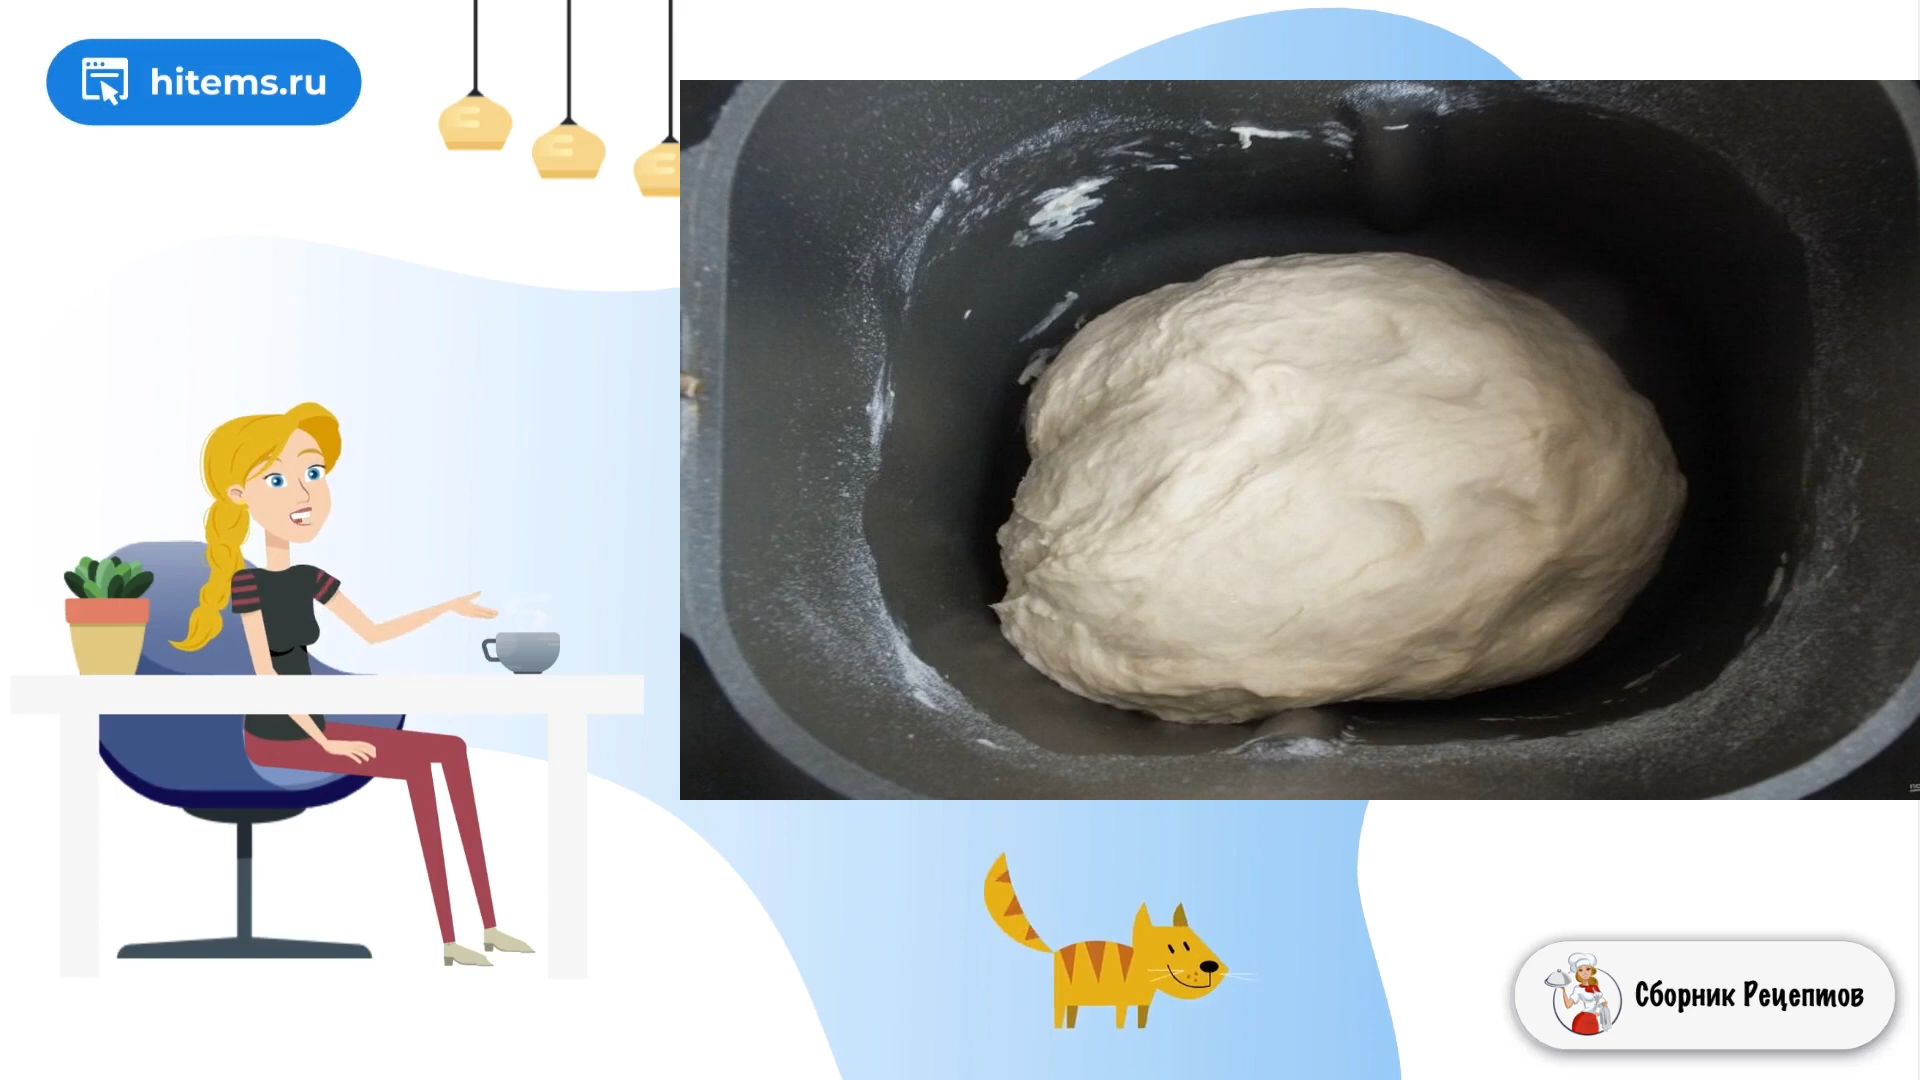 hitems.ru
Сборник Рецептов